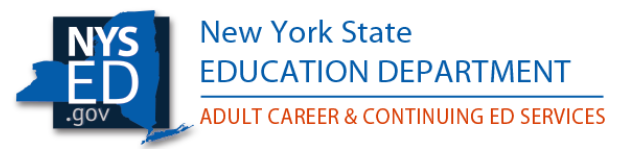 NYS
ED
.gov
New York State
EDUCATION DEPARTMENT
ADULT CAREER & CONTINUING ED SERVICES